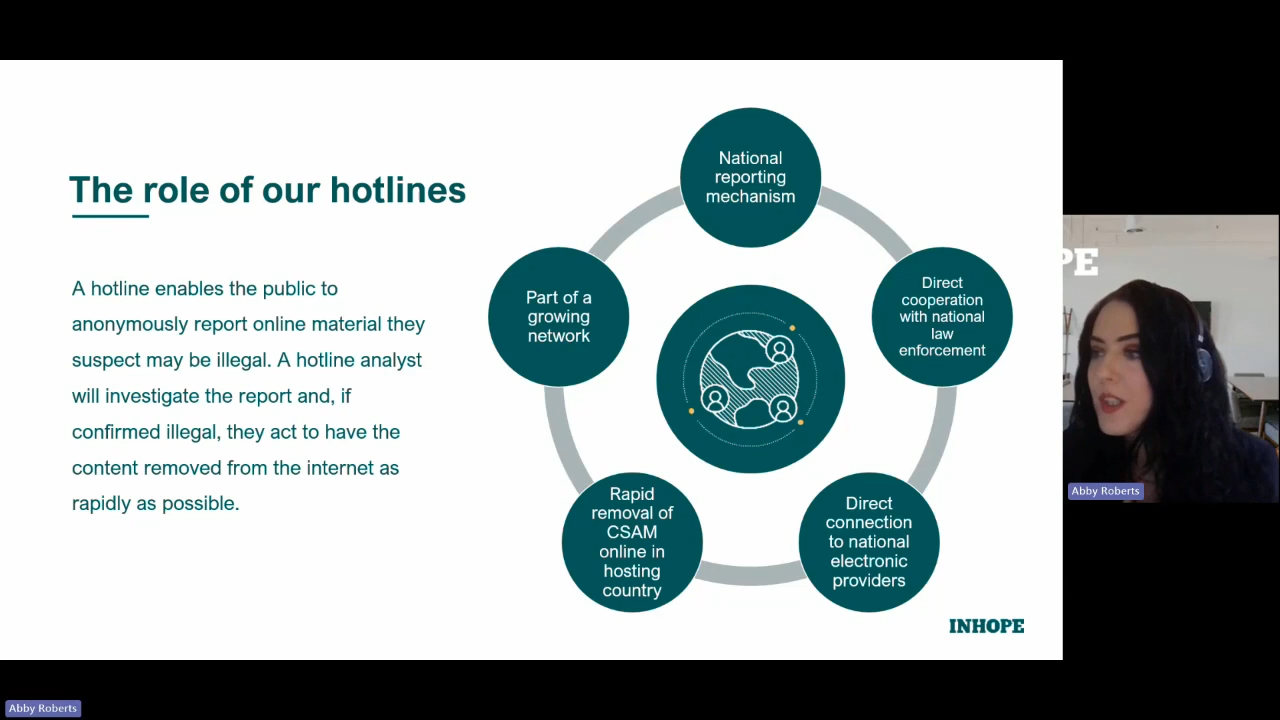 The role of our hotlines
A hotline enables the public to
anonymously report online material they
suspect may be illegal. A hotline analyst
will investigate the report and, if
confirmed illegal, they act to have the
content removed from the internet as
rapidly as possible.
National
reporting
mechanism
Part of a
growing
network
Direct
cooperation
with national
law
enforcement
Rapid
removal of
CSAM
online in
hosting
country
Direct
connection
to national
electronic
providers
INHOPE
PE
Abby Roberts
Abby Roberts